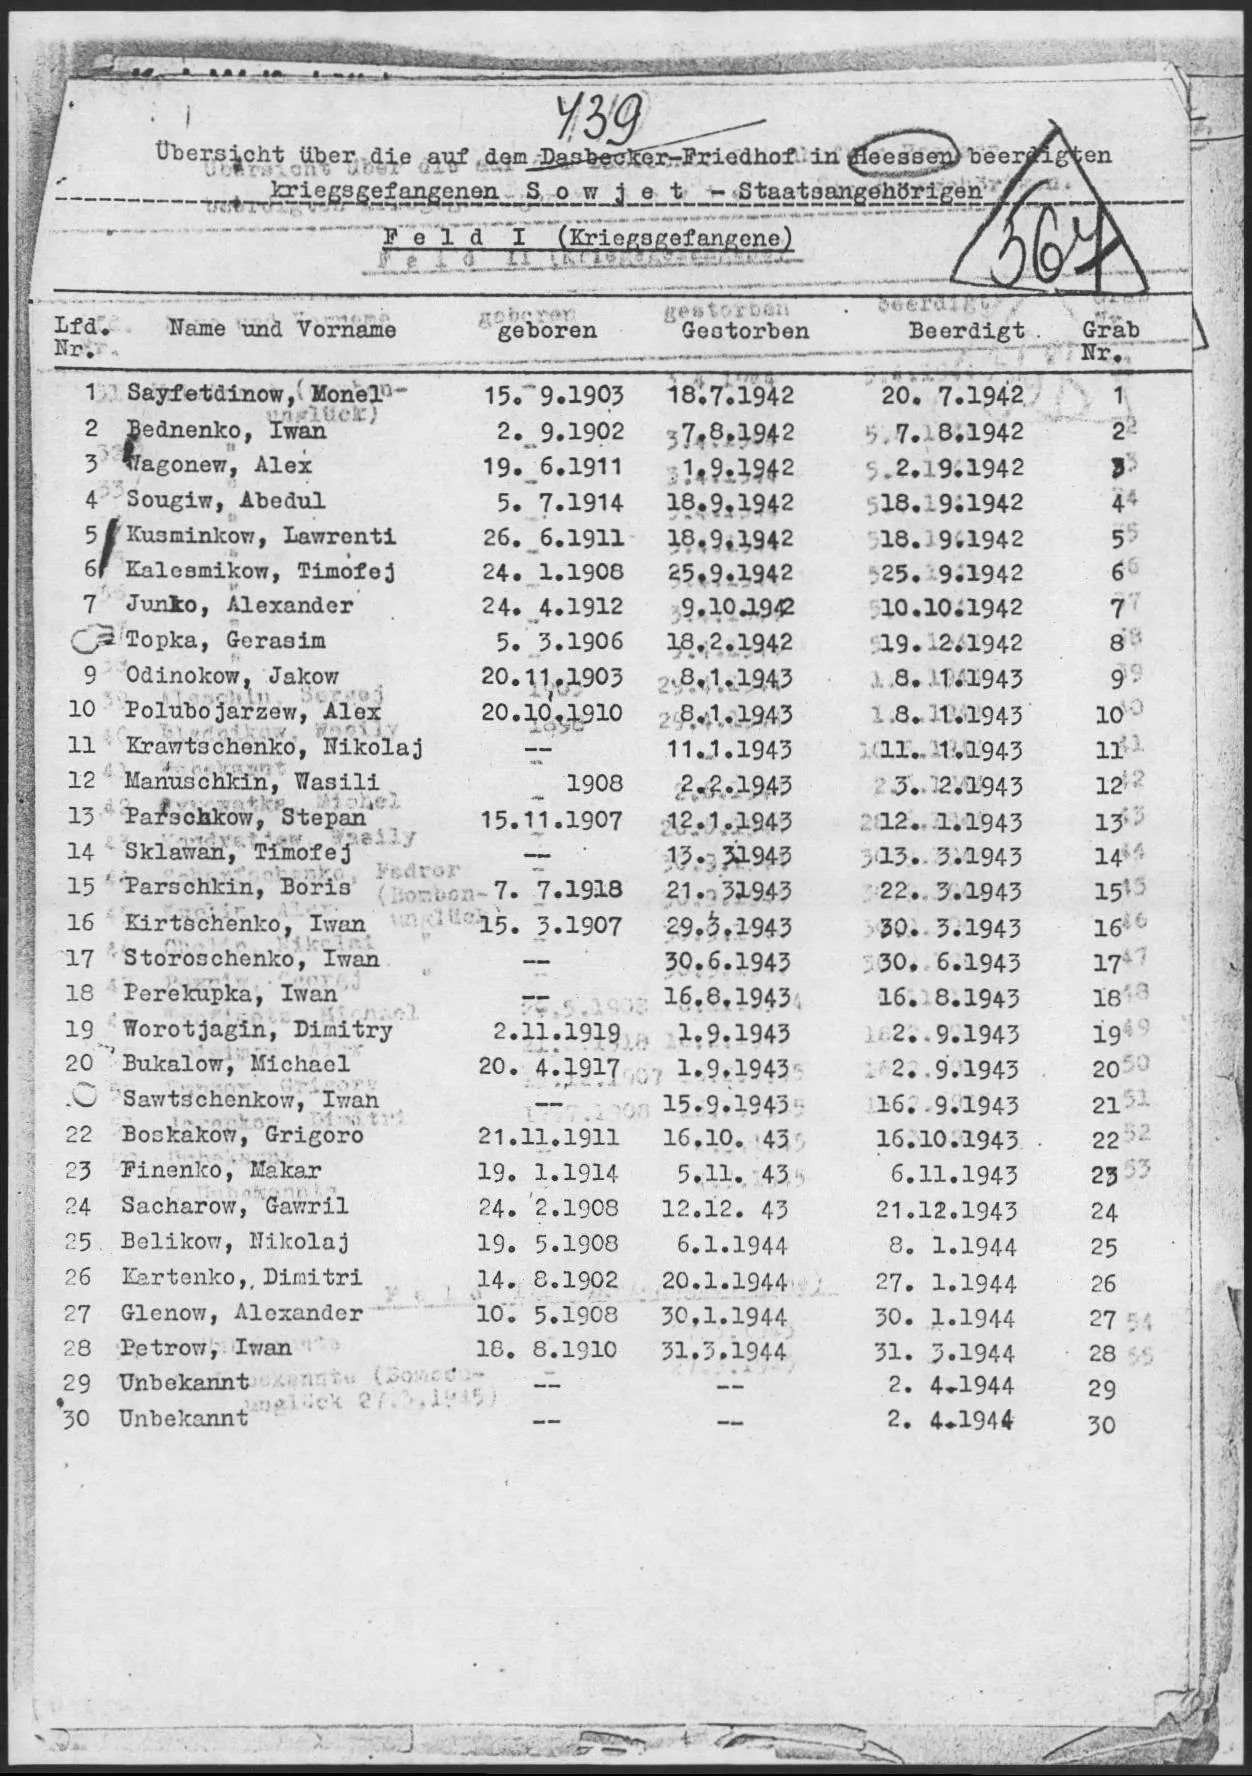 439
Übersicht über die auf dem Dasbecker-Friedhof in Heessen beerdigten
kriegsgefangenen S o w j e t - Staatsangehörigen
567
F e l d I (Kriegsgefangene)
Lfd. Nr. Name und Vorname geboren Gestorben Beerdigt Grab Nr.
1 Sayfetdinow, Monel 15. 9.1903 18.7.1942 20. 7.1942 1
2 Bednenko, Iwan 2. 9.1902 7.8.1942 7. 8.1942 2
3 Wagonew, Alex 19. 6.1911 1.9.1942 2. 9.1942 3
4 Sougiw, Abedul 5. 7.1914 18.9.1942 18. 9.1942 4
5 Kusminkow, Lawrenti 26. 6.1911 18.9.1942 18. 9.1942 5
6 Kalesmikow, Timofej 24. 1.1908 25.9.1942 25. 9.1942 6
7 Junko, Alexander 24. 4.1912 9.10.1942 10.10.1942 7
Topka, Gerasim 5. 3.1906 18.2.1942 19.12.1942 8
9 Odinokow, Jakow 20.11.1903 8.1.1943 8. 1.1943 9
10 Polubojarzew, Alex 20.10.1910 8.1.1943 8. 1.1943 10
11 Krawtschenko, Nikolaj -- 11.1.1943 11. 1.1943 11
12 Manuschkin, Wasili 1908 2.2.1943 3. 2.1943 12
13 Parschkow, Stepan 15.11.1907 12.1.1943 12. 1.1943 13
14 Sklawan, Timofej -- 13. 3.1943 13. 3.1943 14
15 Parschkin, Boris 7. 7.1918 21. 3.1943 22. 3.1943 15
16 Kirtschenko, Iwan 15. 3.1907 29.3.1943 30. 3.1943 16
17 Storoschenko, Iwan -- 30.6.1943 30. 6.1943 17
18 Perekupka, Iwan -- 16.8.1943 16. 8.1943 18
19 Worotjagin, Dimitry 2.11.1919 1.9.1943 2. 9.1943 19
20 Bukalow, Michael 20. 4.1917 1.9.1943 2. 9.1943 20
Sawtschenkow, Iwan -- 15.9.1943 16. 9.1943 21
22 Boskakow, Grigoro 21.11.1911 16.10. 43 16.10.1943 22
23 Finenko, Makar 19. 1.1914 5.11. 43 6.11.1943 23
24 Sacharow, Gawril 24. 2.1908 12.12. 43 21.12.1943 24
25 Belikow, Nikolaj 19. 5.1908 6.1.1944 8. 1.1944 25
26 Kartenko, Dimitri 14. 8.1902 20.1.1944 27. 1.1944 26
27 Glenow, Alexander 10. 5.1908 30.1.1944 30. 1.1944 27
28 Petrow, Iwan 18. 8.1910 31.3.1944 31. 3.1944 28
29 Unbekannt -- -- 2. 4.1944 29
30 Unbekannt -- -- 2. 4.1944 30